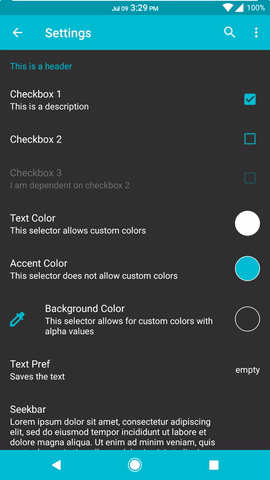 Jul 09 3:29 PM 100%
Settings
This is a header
Checkbox 1
This is a description
Checkbox 2
Checkbox 3
I am dependent on checkbox 2
Text Color
This selector allows custom colors
Accent Color
This selector does not allow custom colors
Background Color
This selector allows for custom colors with
alpha values
Text Pref
Saves the text
empty
Seekbar
Lorem ipsum dolor sit amet, consectetur adipiscing
elit, sed do eiusmod tempor incididunt ut labore et
dolore magna aliqua. Ut enim ad minim veniam, quis